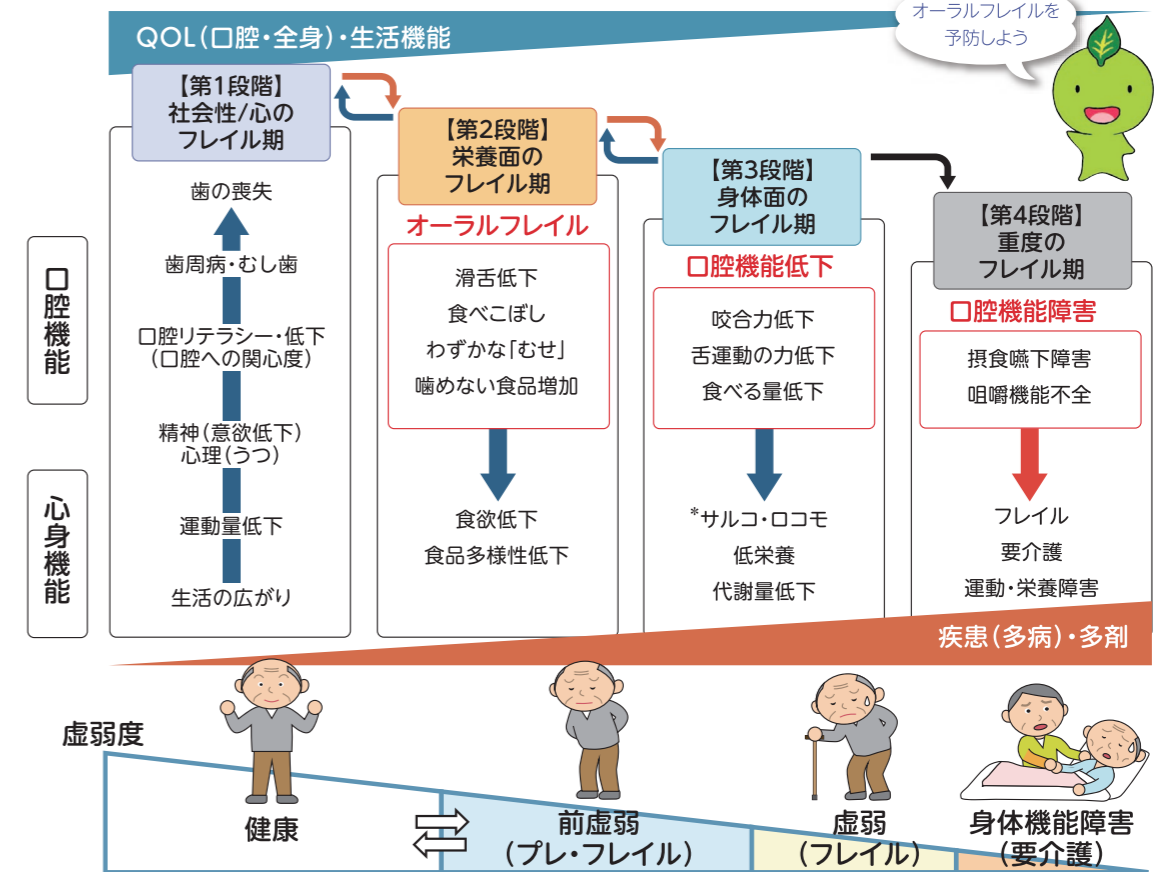 オーラルフレイルを
予防しよう
QOL(口腔・全身)・生活機能
【第1段階】
社会性/心の
フレイル期
【第2段階】
栄養面の
フレイル期
【第3段階】
身体面の
フレイル期
【第4段階】
重度の
フレイル期
口腔機能
心身機能
歯の喪失
歯周病・むし歯
口腔リテラシー・低下
(口腔への関心度)
精神(意欲低下)
心理(うつ)
運動量低下
生活の広がり
オーラルフレイル
滑舌低下
食べこぼし
わずかな「むせ」
噛めない食品増加
食欲低下
食品多様性低下
口腔機能低下
咬合力低下
舌運動の力低下
食べる量低下
*サルコ・ロコモ
低栄養
代謝量低下
口腔機能障害
摂食嚥下障害
咀嚼機能不全
フレイル
要介護
運動・栄養障害
疾患(多病)・多剤
虚弱度
健康
前虚弱
(プレ・フレイル)
虚弱
(フレイル)
身体機能障害
(要介護)